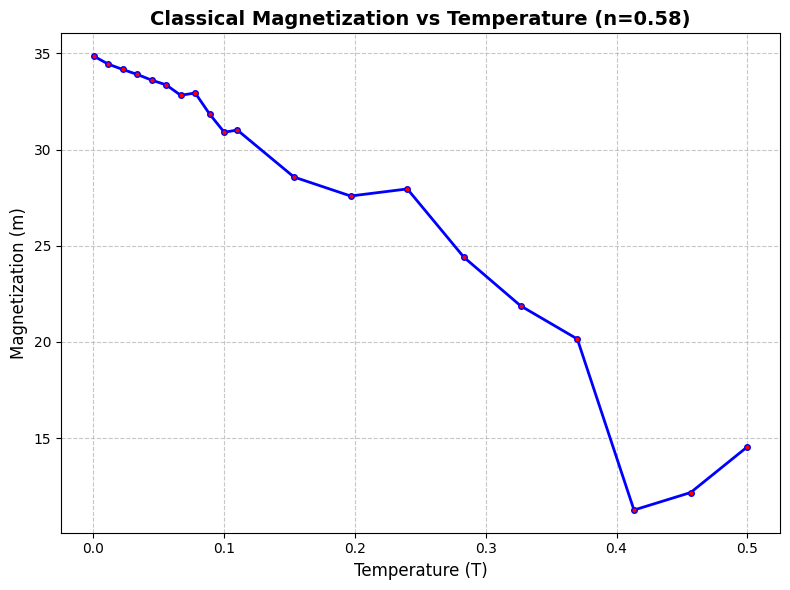 Classical Magnetization vs Temperature (n=0.58)
Magnetization (m)
35
30
25
20
15
0.0 0.1 0.2 0.3 0.4 0.5
Temperature (T)